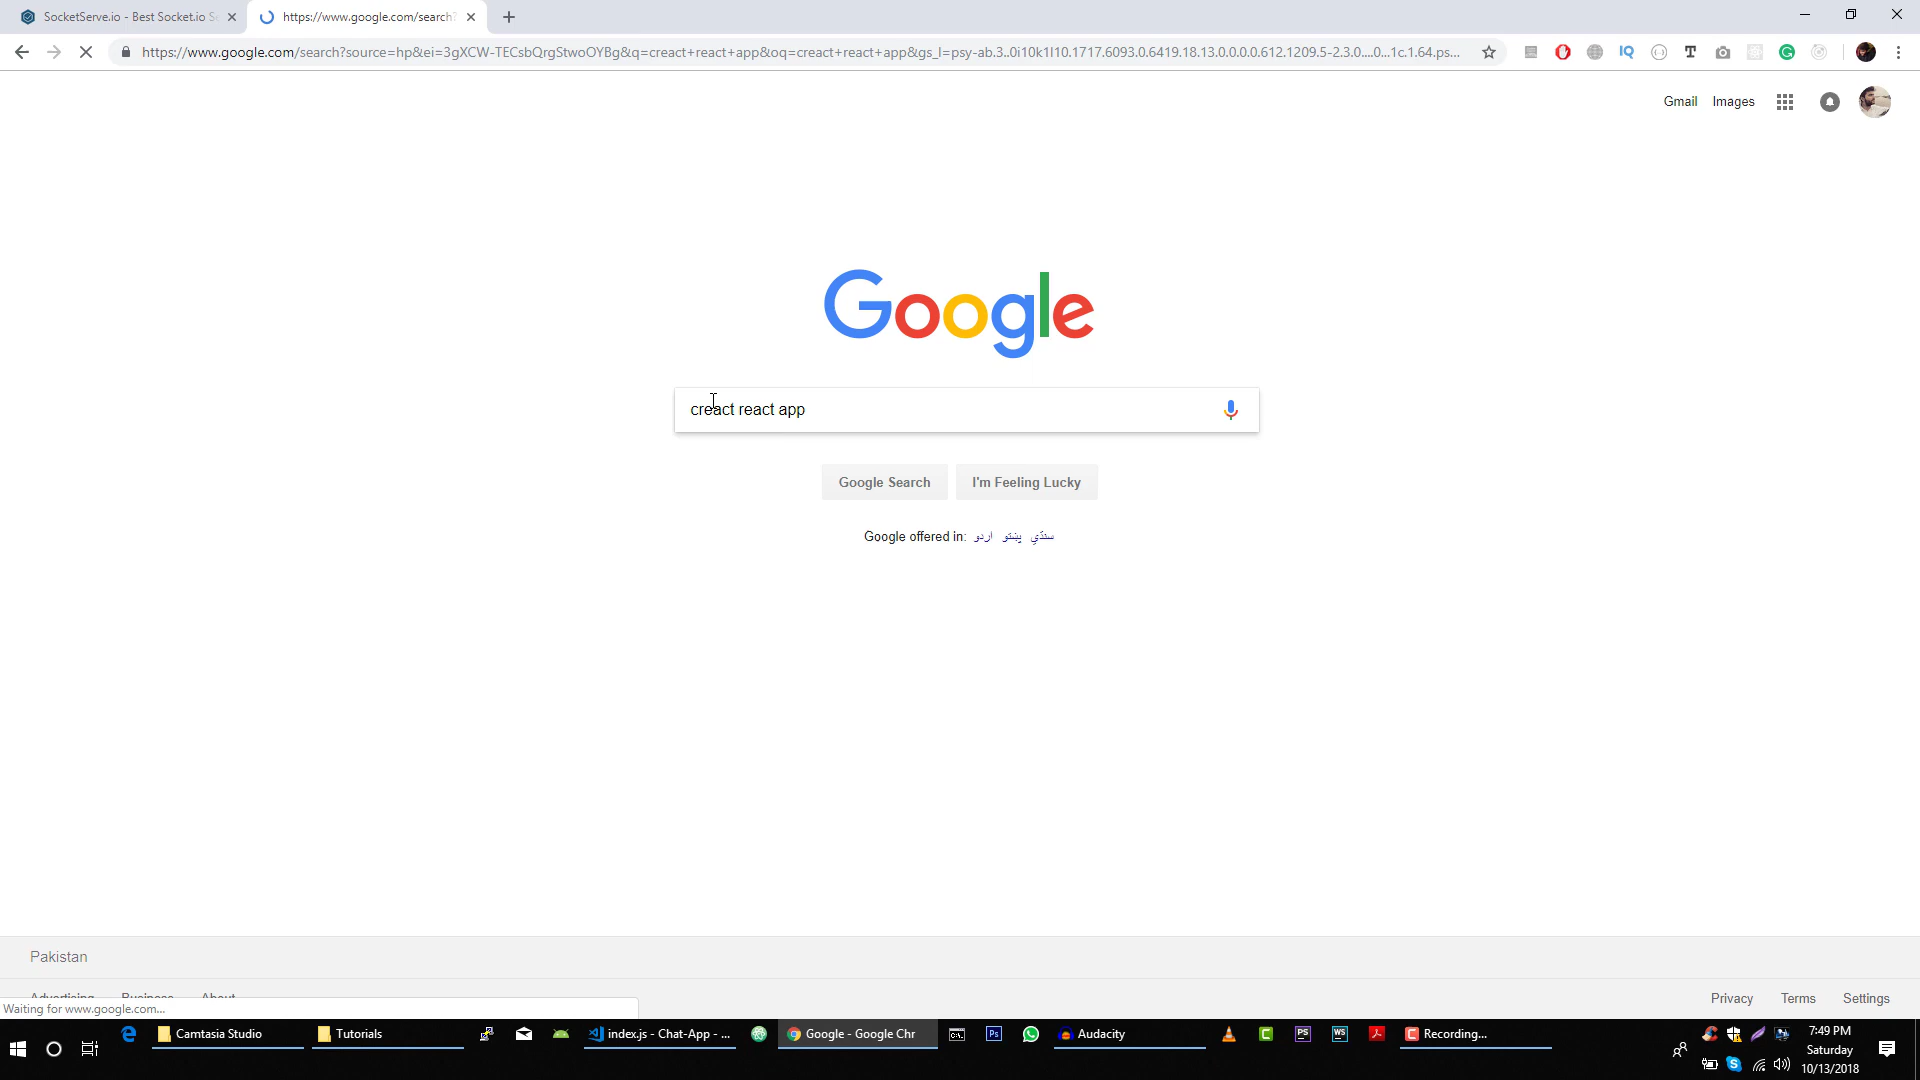 SocketServe.io - Best Socket.io S
https://www.google.com/search?
https://www.google.com/search?source=hp&ei=3gXCW-TECsbQrgStwoOYBg&q=creact+react+app&oq=creact+react+app&gs_l=psy-ab.3..0i10k1l10.1717.6093.0.6419.18.13.0.0.0.0.612.1209.5-2.3.0....0...1c.1.64.ps...
Gmail Images
Google
creact react app
Google Search I'm Feeling Lucky
Google offered in: اردو پښتو سنڌي
Pakistan
Advertising Business About
Privacy Terms Settings
Waiting for www.google.com...
Camtasia Studio Tutorials index.js - Chat-App - ... Google - Google Chr Audacity Recording...
7:49 PM
Saturday
10/13/2018